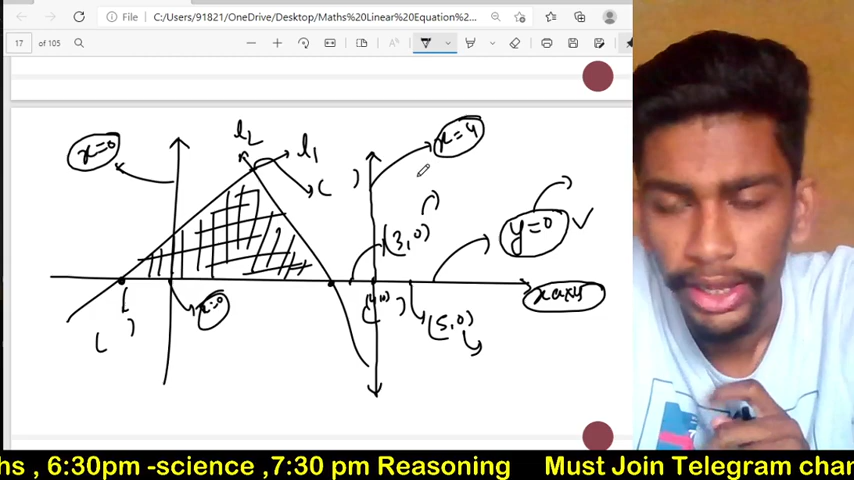 File | C:/Users/91821/OneDrive/Desktop/Maths%20Linear%20Equation%2...
17 of 105
x=0
l2
l1
x=4
( )
(3,0)
y=0
x axis
x=0
( )
(5,0)
hs , 6:30pm -science ,7:30 pm Reasoning Must Join Telegram char